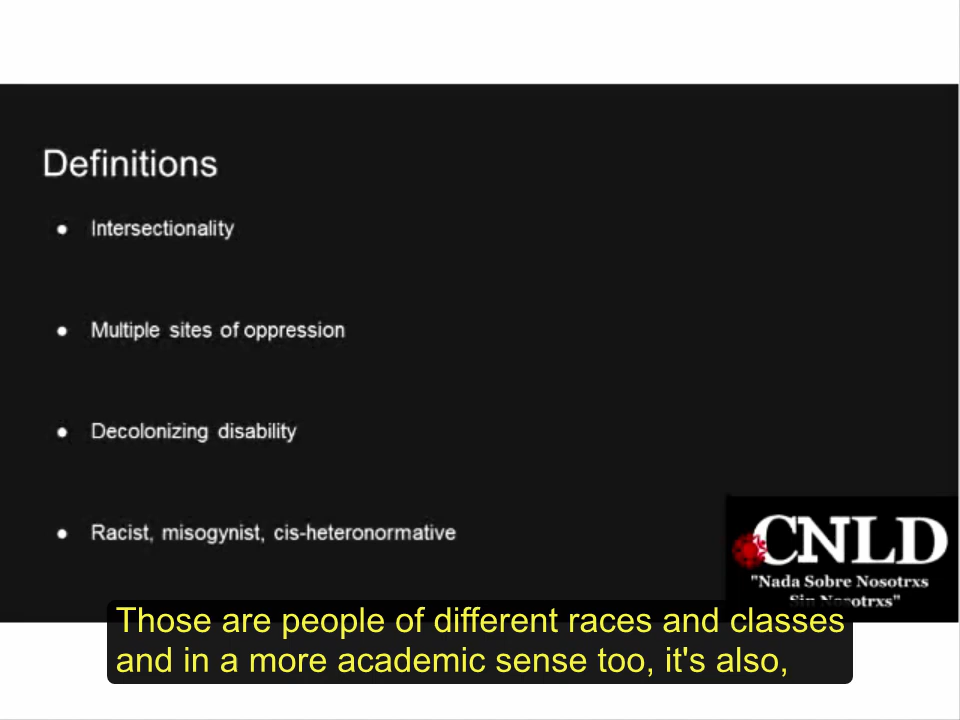 Definitions
● Intersectionality
● Multiple sites of oppression
● Decolonizing disability
● Racist, misogynist, cis-heteronormative
CNLD
"Nada Sobre Nosotrxs
Sin Nosotrxs"
Those are people of different races and classes
and in a more academic sense too, it's also,